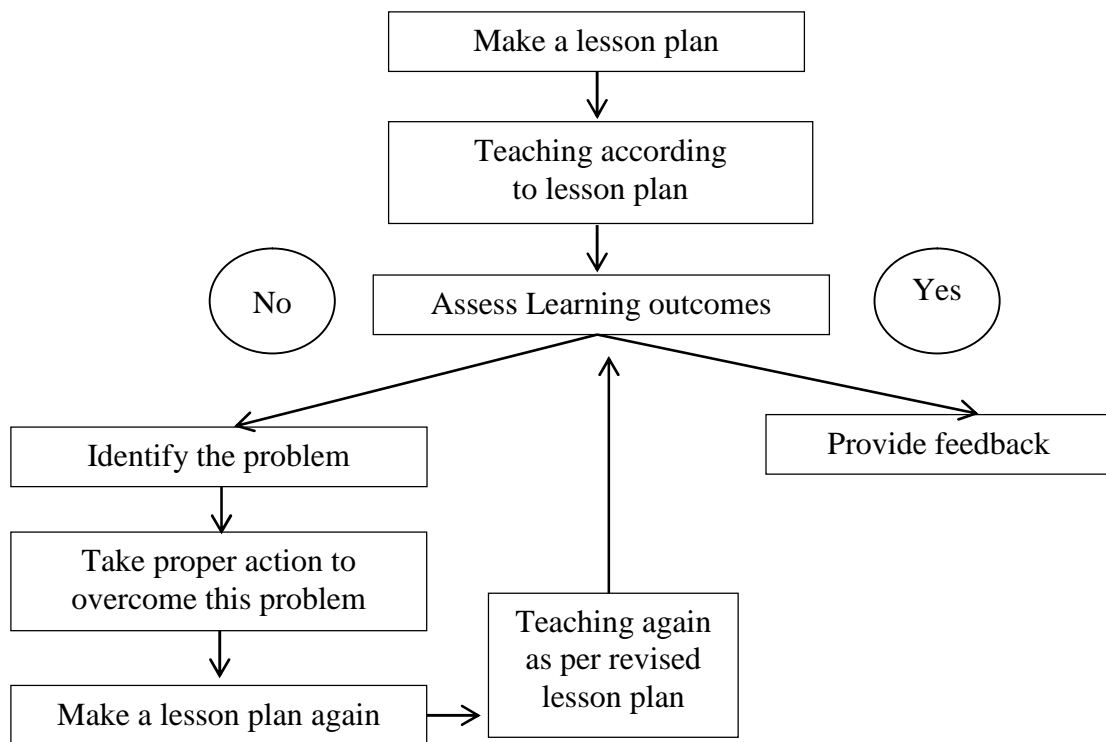 Make a lesson plan
Teaching according
to lesson plan
No
Assess Learning outcomes
Yes
Identify the problem
Provide feedback
Take proper action to
overcome this problem
Teaching again
as per revised
lesson plan
Make a lesson plan again